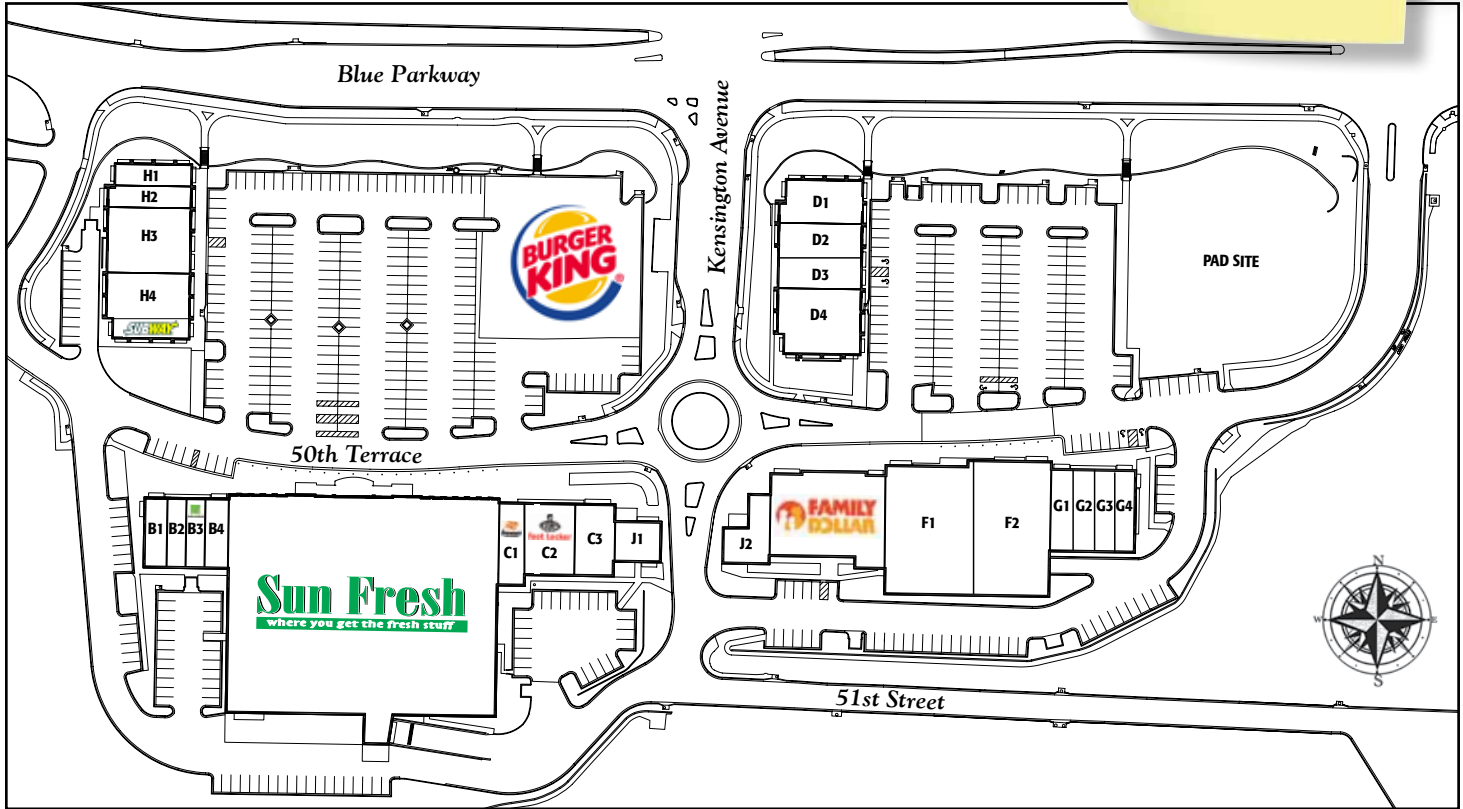 Blue Parkway
Kensington Avenue
H1
H2
H3
H4
SUBWAY
BURGER
KING
®
D1
D2
D3
D4
PAD SITE
50th Terrace
B1
B2
B3
B4
Sun Fresh
where you get the fresh stuff
C1
Foot Locker
C2
C3
J1
J2
FAMILY
DOLLAR
F1
F2
G1
G2
G3
G4
N
W
E
S
51st Street